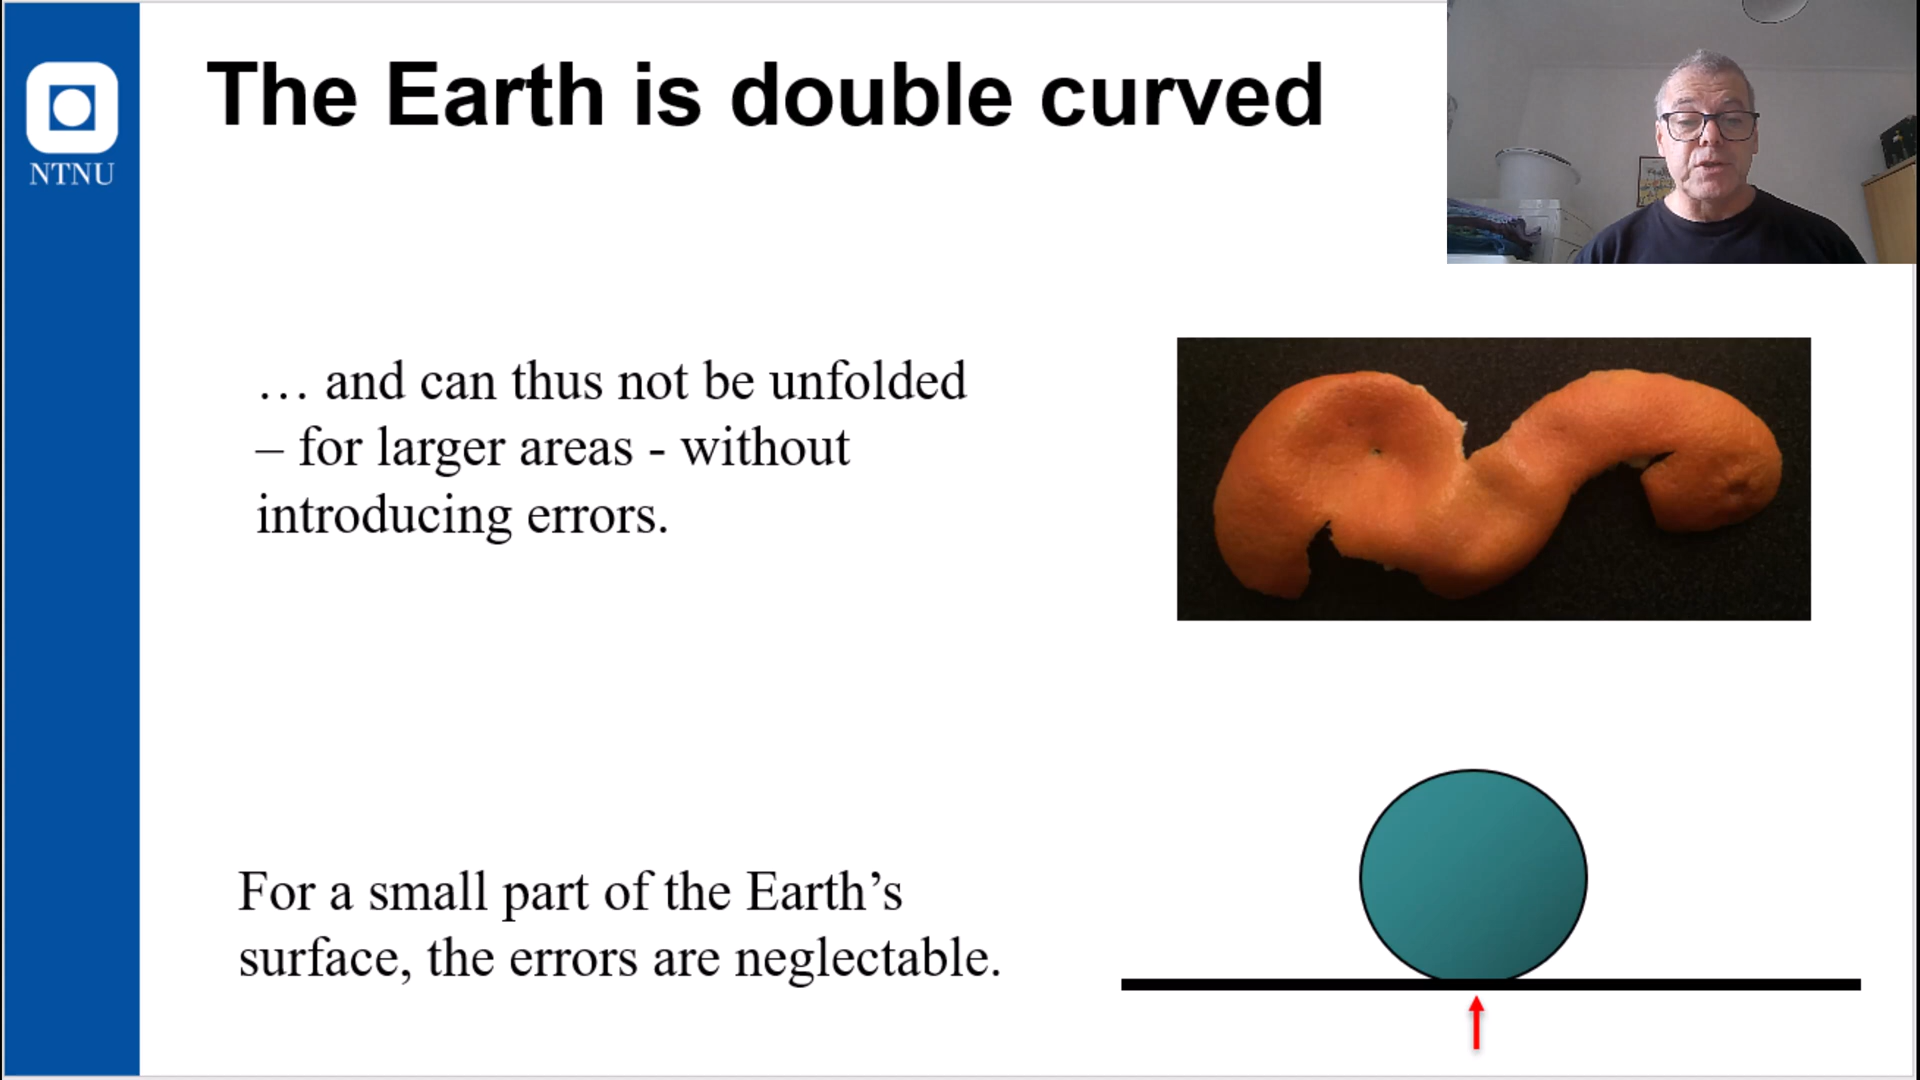 The Earth is double curved
NTNU
… and can thus not be unfolded
– for larger areas - without
introducing errors.
For a small part of the Earth’s
surface, the errors are neglectable.